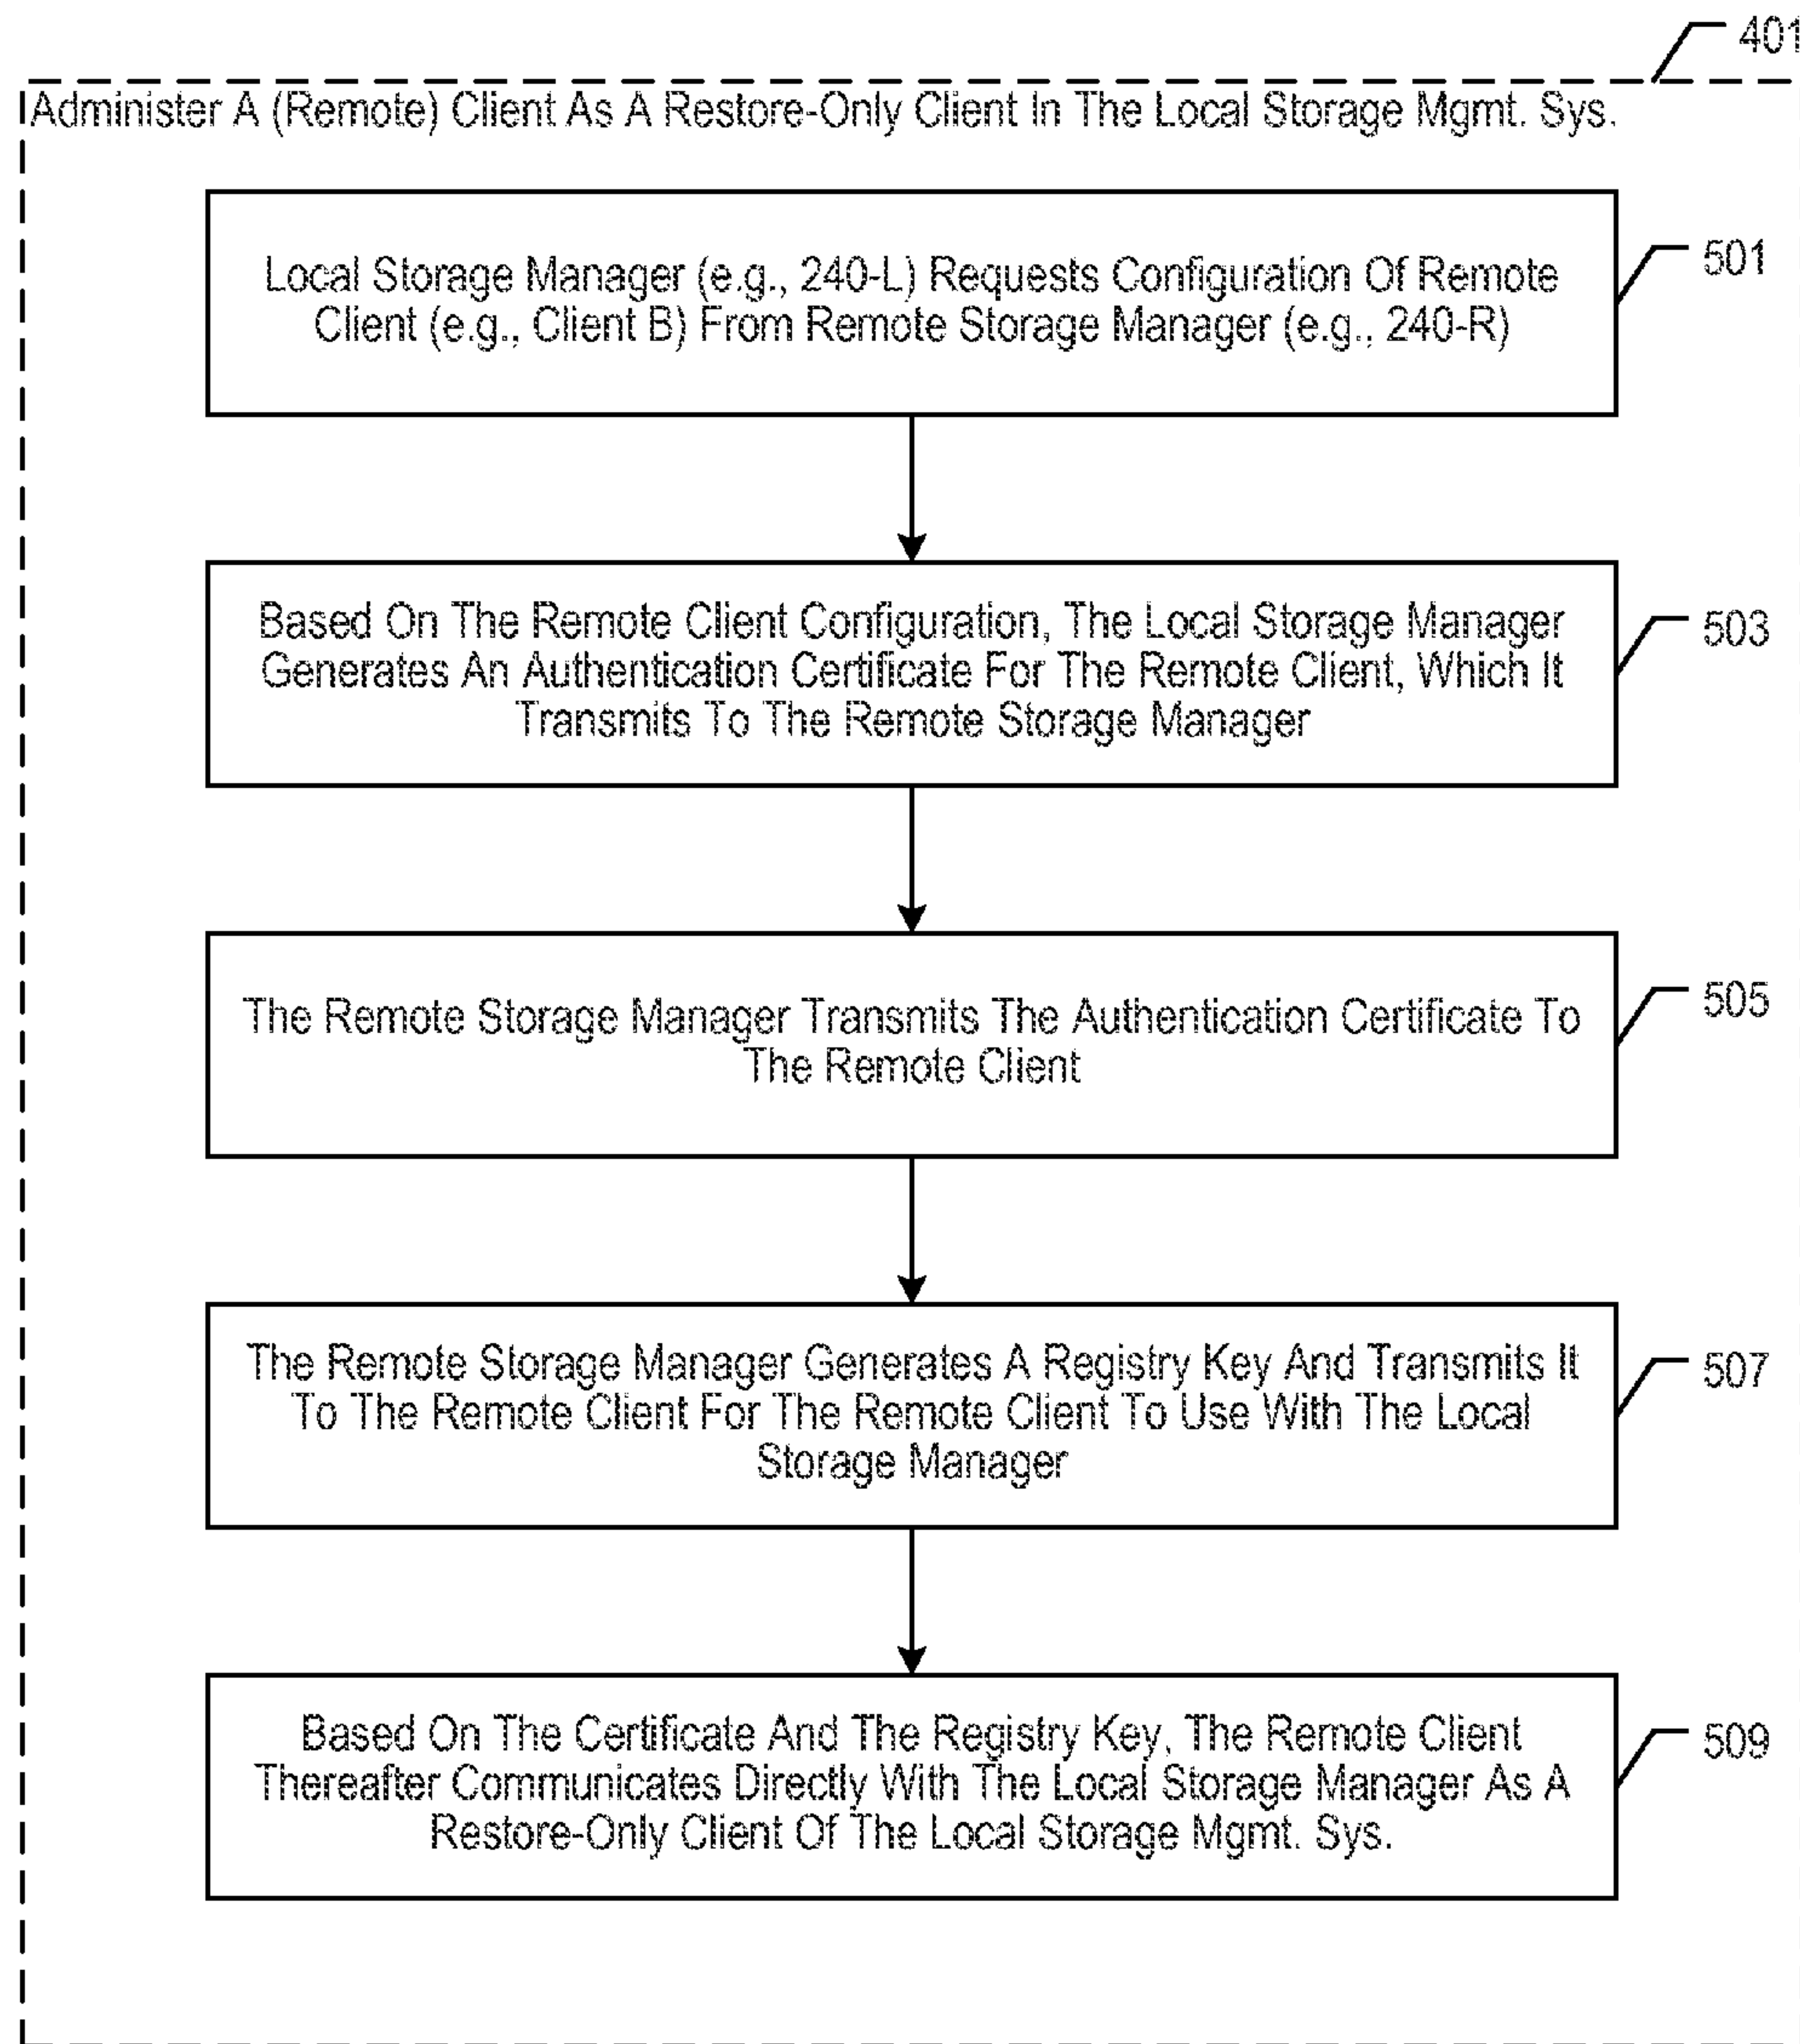 401
Administer A (Remote) Client As A Restore-Only Client In The Local Storage Mgmt. Sys.
Local Storage Manager (e.g., 240-L) Requests Configuration Of Remote
Client (e.g., Client B) From Remote Storage Manager (e.g., 240-R)
501
Based On The Remote Client Configuration, The Local Storage Manager
Generates An Authentication Certificate For The Remote Client, Which It
Transmits To The Remote Storage Manager
503
The Remote Storage Manager Transmits The Authentication Certificate To
The Remote Client
505
The Remote Storage Manager Generates A Registry Key And Transmits It
To The Remote Client For The Remote Client To Use With The Local
Storage Manager
507
Based On The Certificate And The Registry Key, The Remote Client
Thereafter Communicates Directly With The Local Storage Manager As A
Restore-Only Client Of The Local Storage Mgmt. Sys.
509